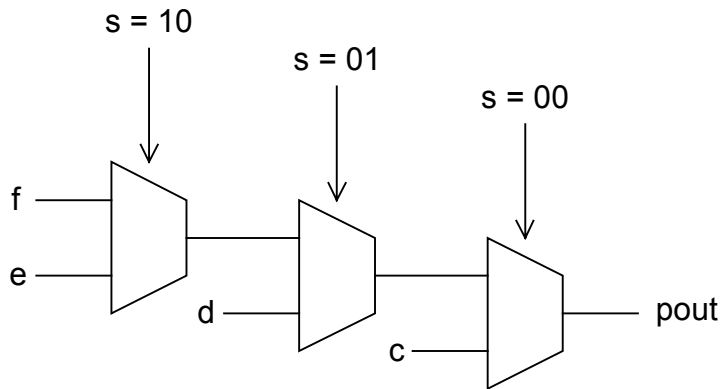 s = 10
s = 01
s = 00
f
e
d
c
pout